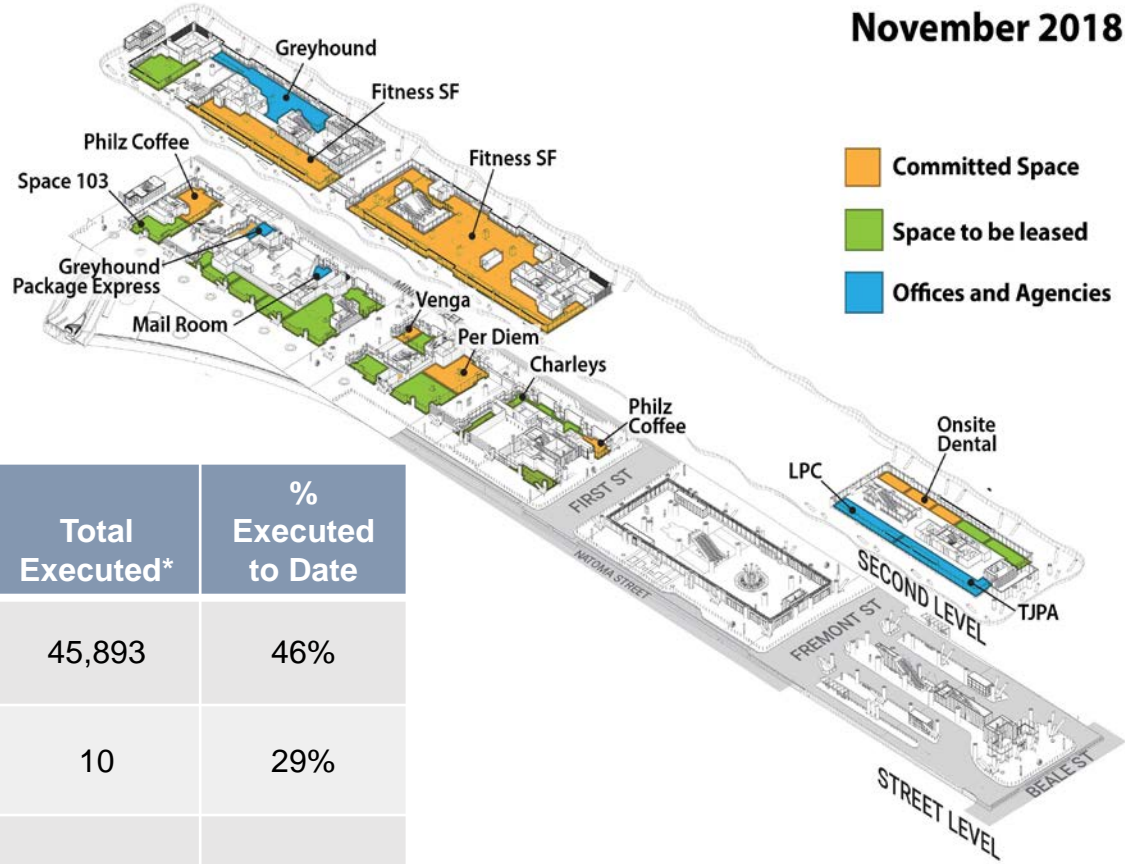 November 2018
Greyhound
Fitness SF
Philz Coffee
Fitness SF
Space 103
Committed Space
Space to be leased
Offices and Agencies
Greyhound
Package Express
Mail Room
Venga
Per Diem
Charleys
Philz
Coffee
Onsite
Dental
LPC
FIRST ST
NATOMA STREET
SECOND LEVEL
TJPA
FREMONT ST
BEALE ST
STREET LEVEL
Total
Executed*
%
Executed
to Date
45,893
46%
10
29%